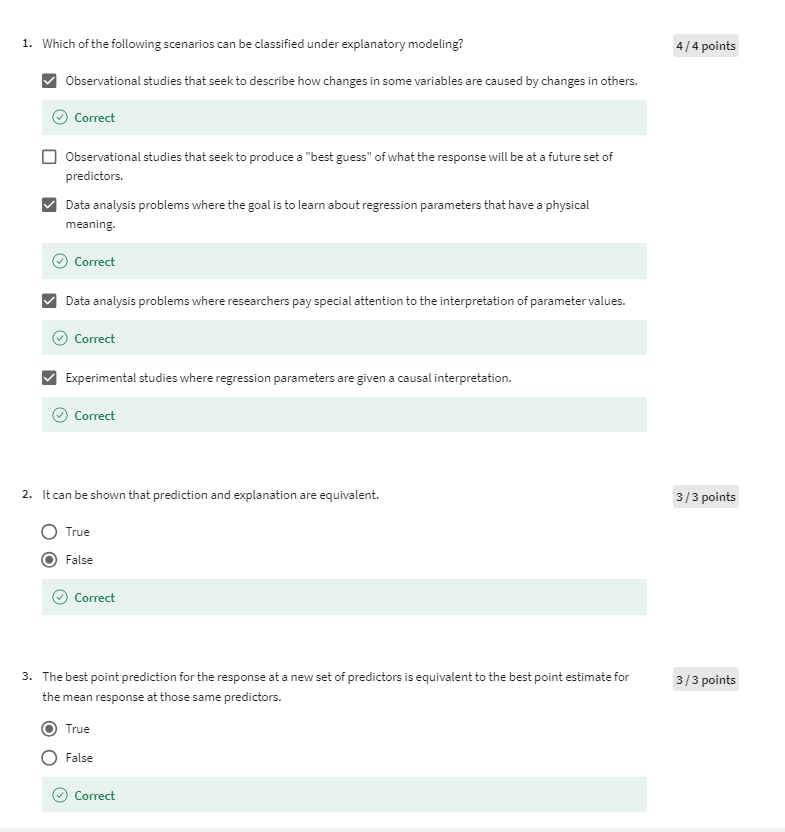 1. Which of the following scenarios can be classified under explanatory modeling?
4 / 4 points
Observational studies that seek to describe how changes in some variables are caused by changes in others.
Correct
Observational studies that seek to produce a "best guess" of what the response will be at a future set of
predictors.
Data analysis problems where the goal is to learn about regression parameters that have a physical
meaning.
Correct
Data analysis problems where researchers pay special attention to the interpretation of parameter values.
Correct
Experimental studies where regression parameters are given a causal interpretation.
Correct
2. It can be shown that prediction and explanation are equivalent.
3 / 3 points
True
False
Correct
3. The best point prediction for the response at a new set of predictors is equivalent to the best point estimate for
the mean response at those same predictors.
3 / 3 points
True
False
Correct